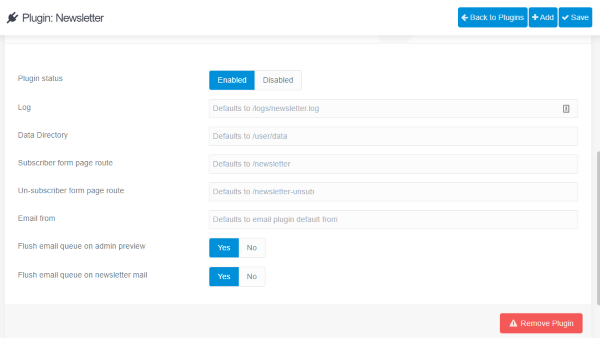 Plugin: Newsletter
Back to Plugins
Add
Save
Plugin status
Enabled
Disabled
Log
Defaults to /logs/newsletter.log
Data Directory
Defaults to /user/data
Subscriber form page route
Defaults to /newsletter
Un-subscriber form page route
Defaults to /newsletter-unsub
Email from
Defaults to email plugin default from
Flush email queue on admin preview
Yes
No
Flush email queue on newsletter mail
Yes
No
Remove Plugin